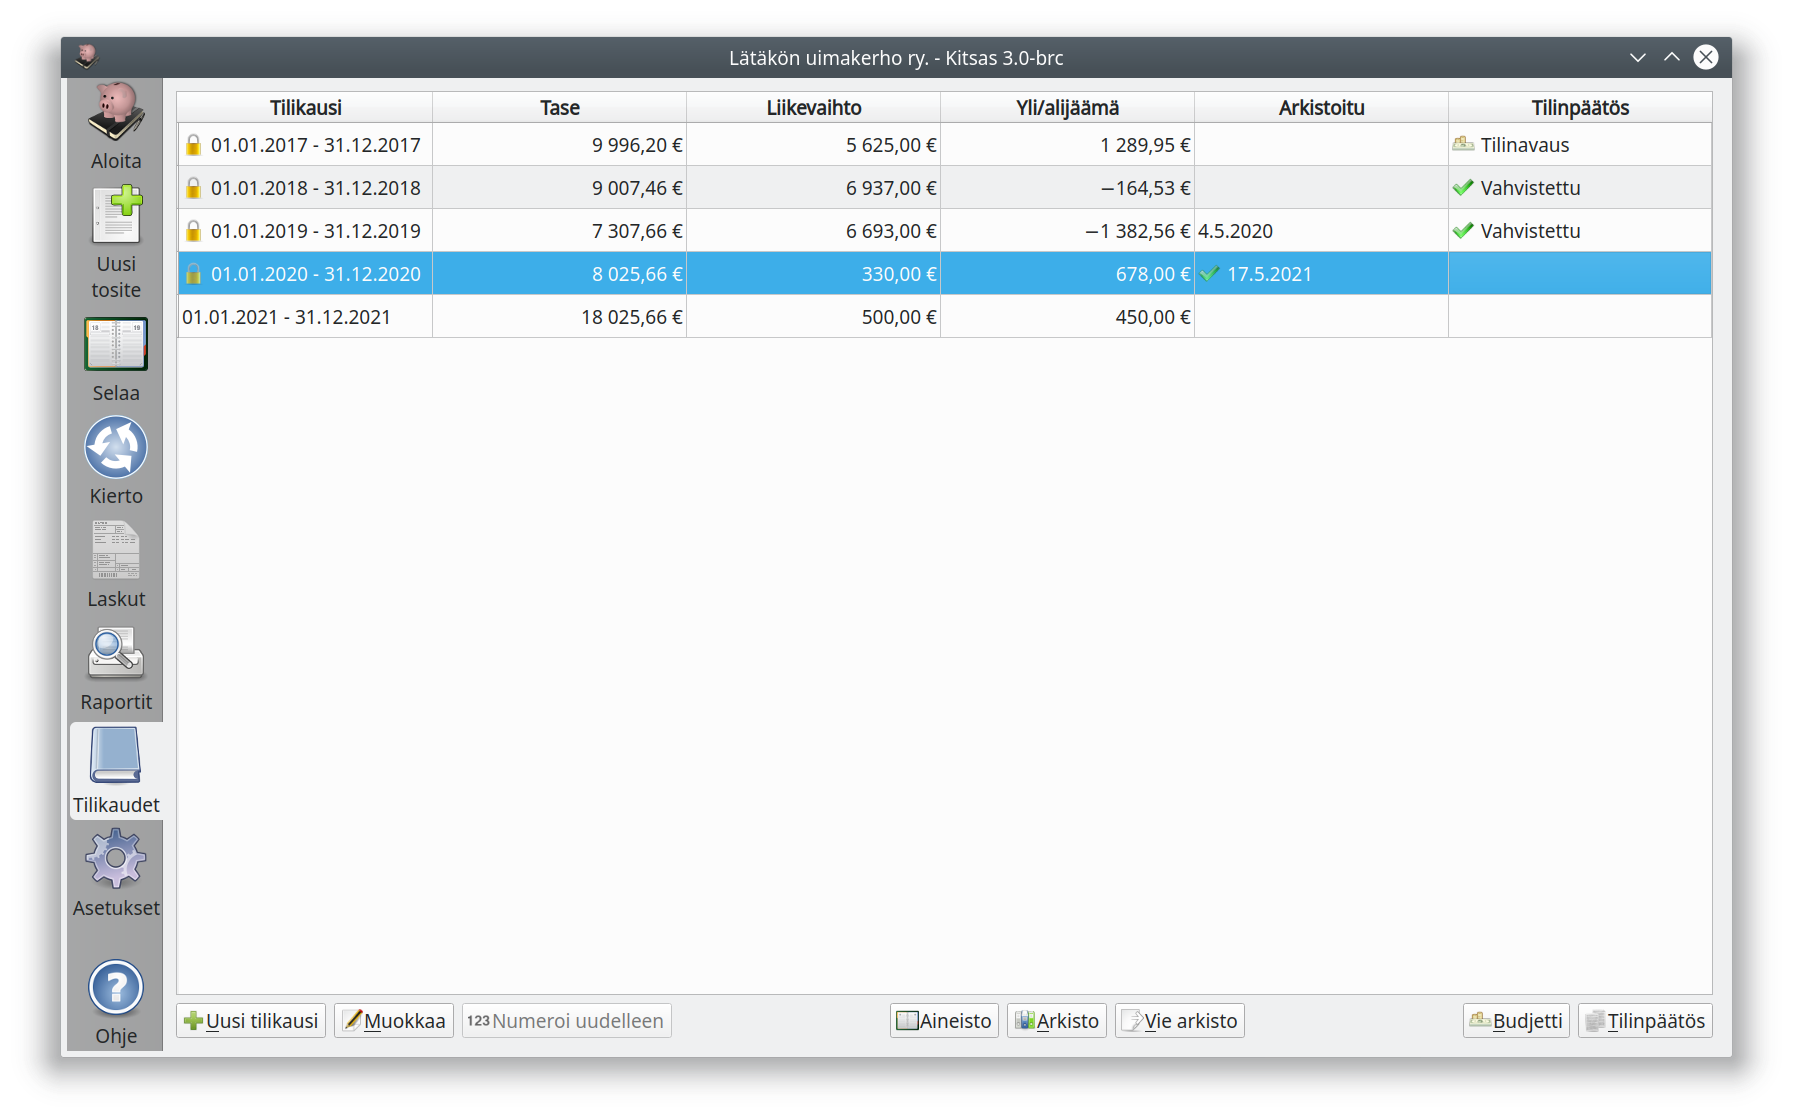 Lätäkön uimakerho ry. - Kitsas 3.0-brc
Aloita
Uusi
tosite
Selaa
Kierto
Laskut
Raportit
Tilikaudet
Asetukset
Ohje
Tilikausi Tase Liikevaihto Yli/alijäämä Arkistoitu Tilinpäätös
01.01.2017 - 31.12.2017 9 996,20 € 5 625,00 € 1 289,95 € Tilinavaus
01.01.2018 - 31.12.2018 9 007,46 € 6 937,00 € −164,53 € Vahvistettu
01.01.2019 - 31.12.2019 7 307,66 € 6 693,00 € −1 382,56 € 4.5.2020 Vahvistettu
01.01.2020 - 31.12.2020 8 025,66 € 330,00 € 678,00 € 17.5.2021
01.01.2021 - 31.12.2021 18 025,66 € 500,00 € 450,00 €
Uusi tilikausi Muokkaa 123 Numeroi uudelleen Aineisto Arkisto Vie arkisto Budjetti Tilinpäätös